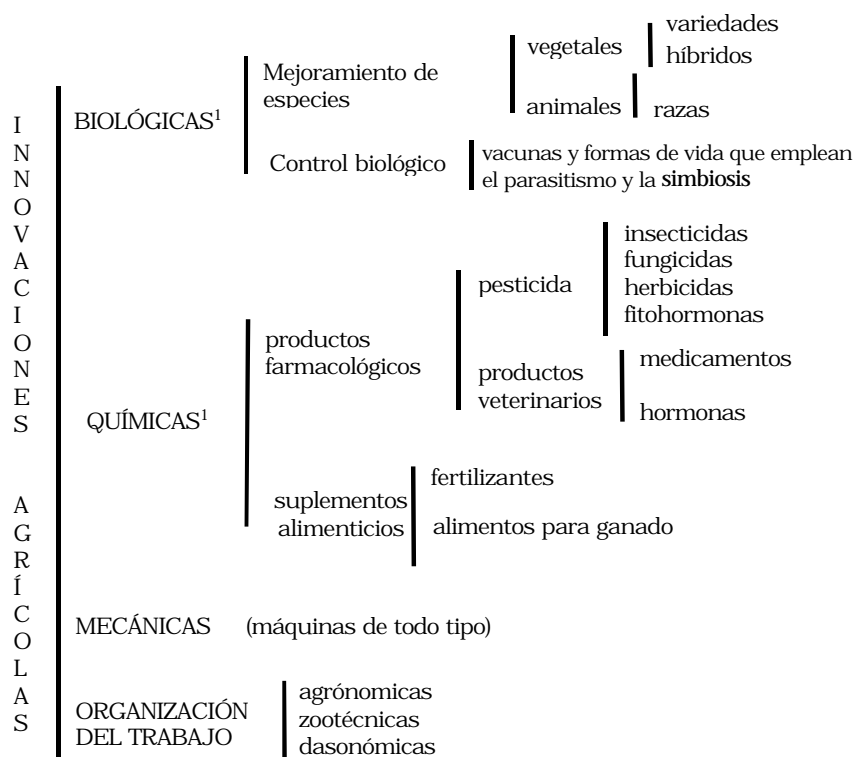 INNOVACIONES AGRÍCOLAS
BIOLÓGICAS¹
Mejoramiento de
especies
vegetales
variedades
híbridos
animales
razas
Control biológico
vacunas y formas de vida que emplean
el parasitismo y la simbiosis
QUÍMICAS¹
productos
farmacológicos
pesticida
insecticidas
fungicidas
herbicidas
fitohormonas
productos
veterinarios
medicamentos
hormonas
suplementos
alimenticios
fertilizantes
alimentos para ganado
MECÁNICAS (máquinas de todo tipo)
ORGANIZACIÓN
DEL TRABAJO
agrónomicas
zootécnicas
dasonómicas